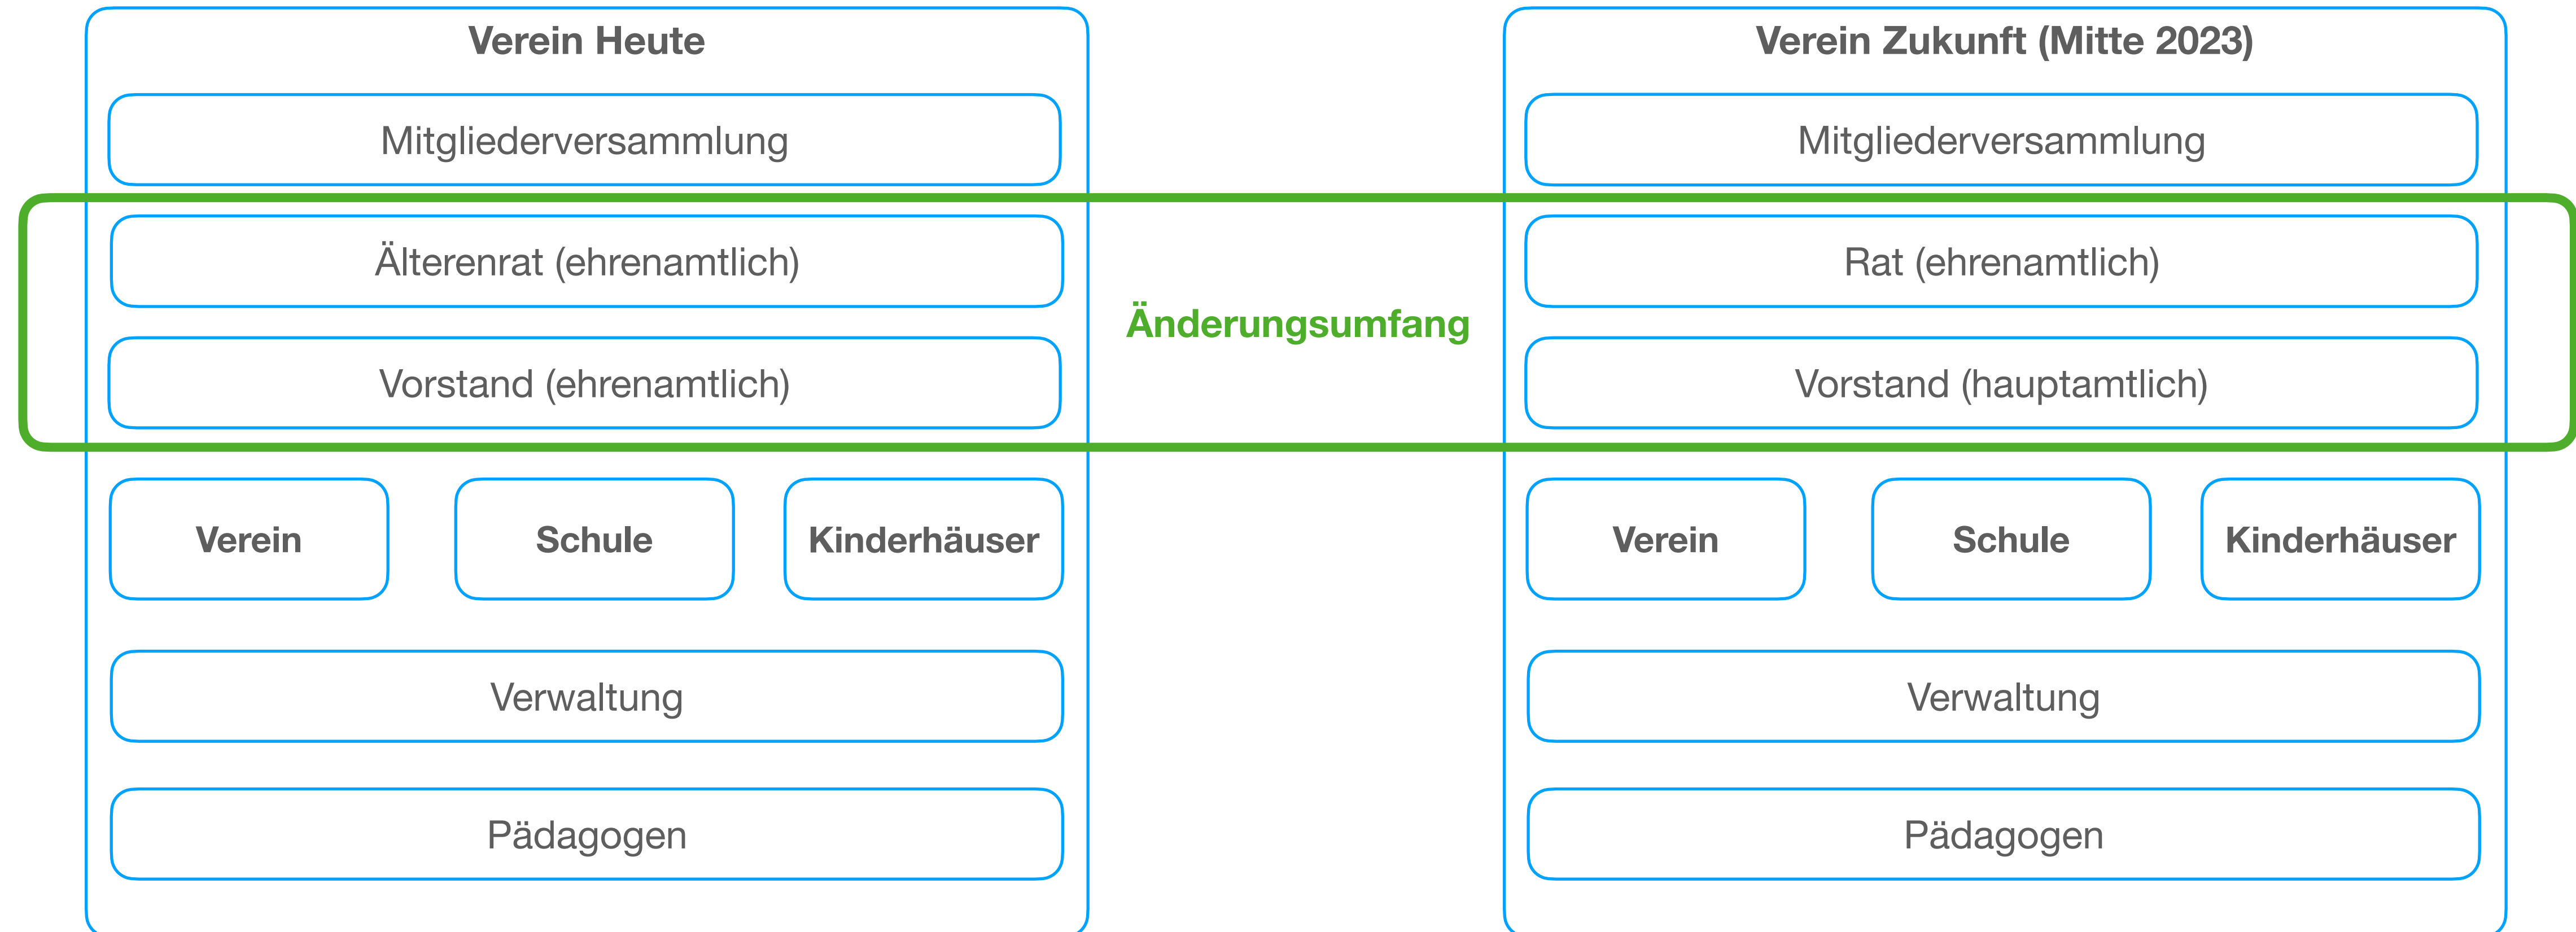 Verein Heute
Mitgliederversammlung
Älterenrat (ehrenamtlich)
Vorstand (ehrenamtlich)
Verein
Schule
Kinderhäuser
Verwaltung
Pädagogen
Änderungsumfang
Verein Zukunft (Mitte 2023)
Mitgliederversammlung
Rat (ehrenamtlich)
Vorstand (hauptamtlich)
Verein
Schule
Kinderhäuser
Verwaltung
Pädagogen